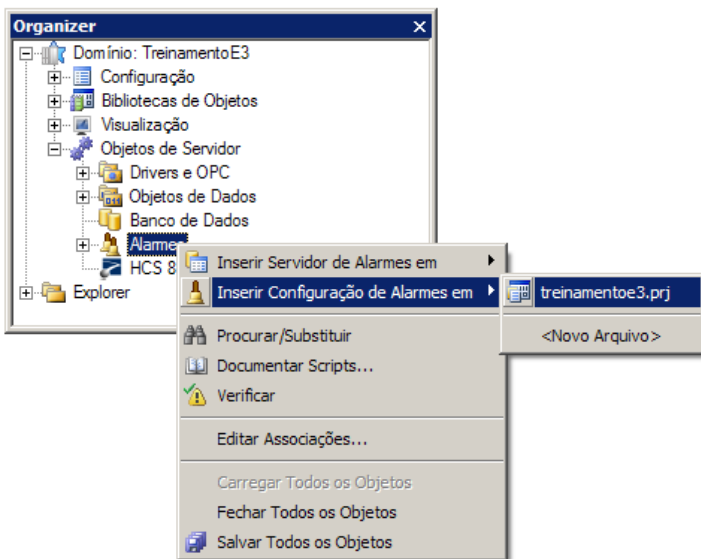 Organizer
Domínio: TreinamentoE3
Configuração
Bibliotecas de Objetos
Visualização
Objetos de Servidor
Drivers e OPC
Objetos de Dados
Banco de Dados
Alarmes
HCS 8
Explorer
Inserir Servidor de Alarmes em
Inserir Configuração de Alarmes em
treinamentoe3.prj
<Novo Arquivo>
Procurar/Substituir
Documentar Scripts...
Verificar
Editar Associações...
Carregar Todos os Objetos
Fechar Todos os Objetos
Salvar Todos os Objetos